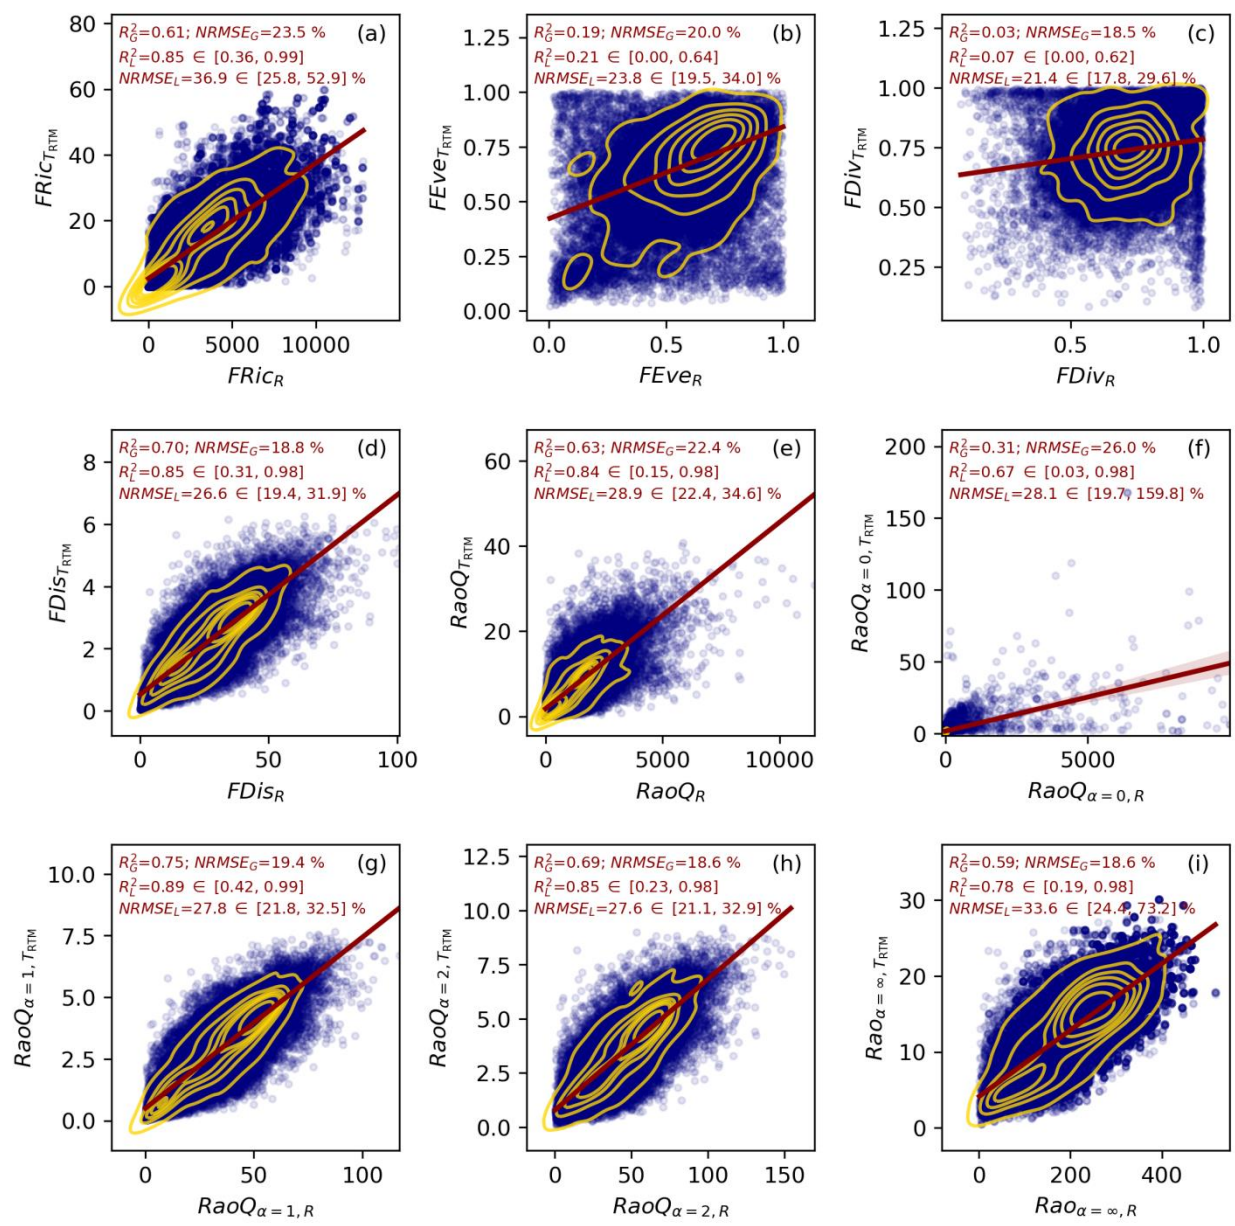 R²_G=0.61; NRMSE_G=23.5 %
(a)
R²_L=0.85 ∈ [0.36, 0.99]
NRMSE_L=36.9 ∈ [25.8, 52.9] %
80
60
40
20
0
FRic_T_RTM
0 5000 10000
FRic_R
R²_G=0.19; NRMSE_G=20.0 %
(b)
R²_L=0.21 ∈ [0.00, 0.64]
NRMSE_L=23.8 ∈ [19.5, 34.0] %
1.25
1.00
0.75
0.50
0.25
0.00
FEve_T_RTM
0.0 0.5 1.0
FEve_R
R²_G=0.03; NRMSE_G=18.5 %
(c)
R²_L=0.07 ∈ [0.00, 0.62]
NRMSE_L=21.4 ∈ [17.8, 29.6] %
1.25
1.00
0.75
0.50
0.25
FDiv_T_RTM
0.5 1.0
FDiv_R
R²_G=0.70; NRMSE_G=18.8 %
(d)
R²_L=0.85 ∈ [0.31, 0.98]
NRMSE_L=26.6 ∈ [19.4, 31.9] %
8
6
4
2
0
FDis_T_RTM
0 50 100
FDis_R
R²_G=0.63; NRMSE_G=22.4 %
(e)
R²_L=0.84 ∈ [0.15, 0.98]
NRMSE_L=28.9 ∈ [22.4, 34.6] %
60
40
20
0
RaoQ_T_RTM
0 5000 10000
RaoQ_R
R²_G=0.31; NRMSE_G=26.0 %
(f)
R²_L=0.67 ∈ [0.03, 0.98]
NRMSE_L=28.1 ∈ [19.7, 159.8] %
200
150
100
50
0
RaoQ_α=0, T_RTM
0 5000
RaoQ_α=0, R
R²_G=0.75; NRMSE_G=19.4 %
(g)
R²_L=0.89 ∈ [0.42, 0.99]
NRMSE_L=27.8 ∈ [21.8, 32.5] %
10.0
7.5
5.0
2.5
0.0
RaoQ_α=1, T_RTM
0 50 100
RaoQ_α=1, R
R²_G=0.69; NRMSE_G=18.6 %
(h)
R²_L=0.85 ∈ [0.23, 0.98]
NRMSE_L=27.6 ∈ [21.1, 32.9] %
12.5
10.0
7.5
5.0
2.5
0.0
RaoQ_α=2, T_RTM
0 50 100 150
RaoQ_α=2, R
R²_G=0.59; NRMSE_G=18.6 %
(i)
R²_L=0.78 ∈ [0.19, 0.98]
NRMSE_L=33.6 ∈ [24.4, 73.2] %
30
20
10
0
Rao_α=∞, T_RTM
0 200 400
Rao_α=∞, R